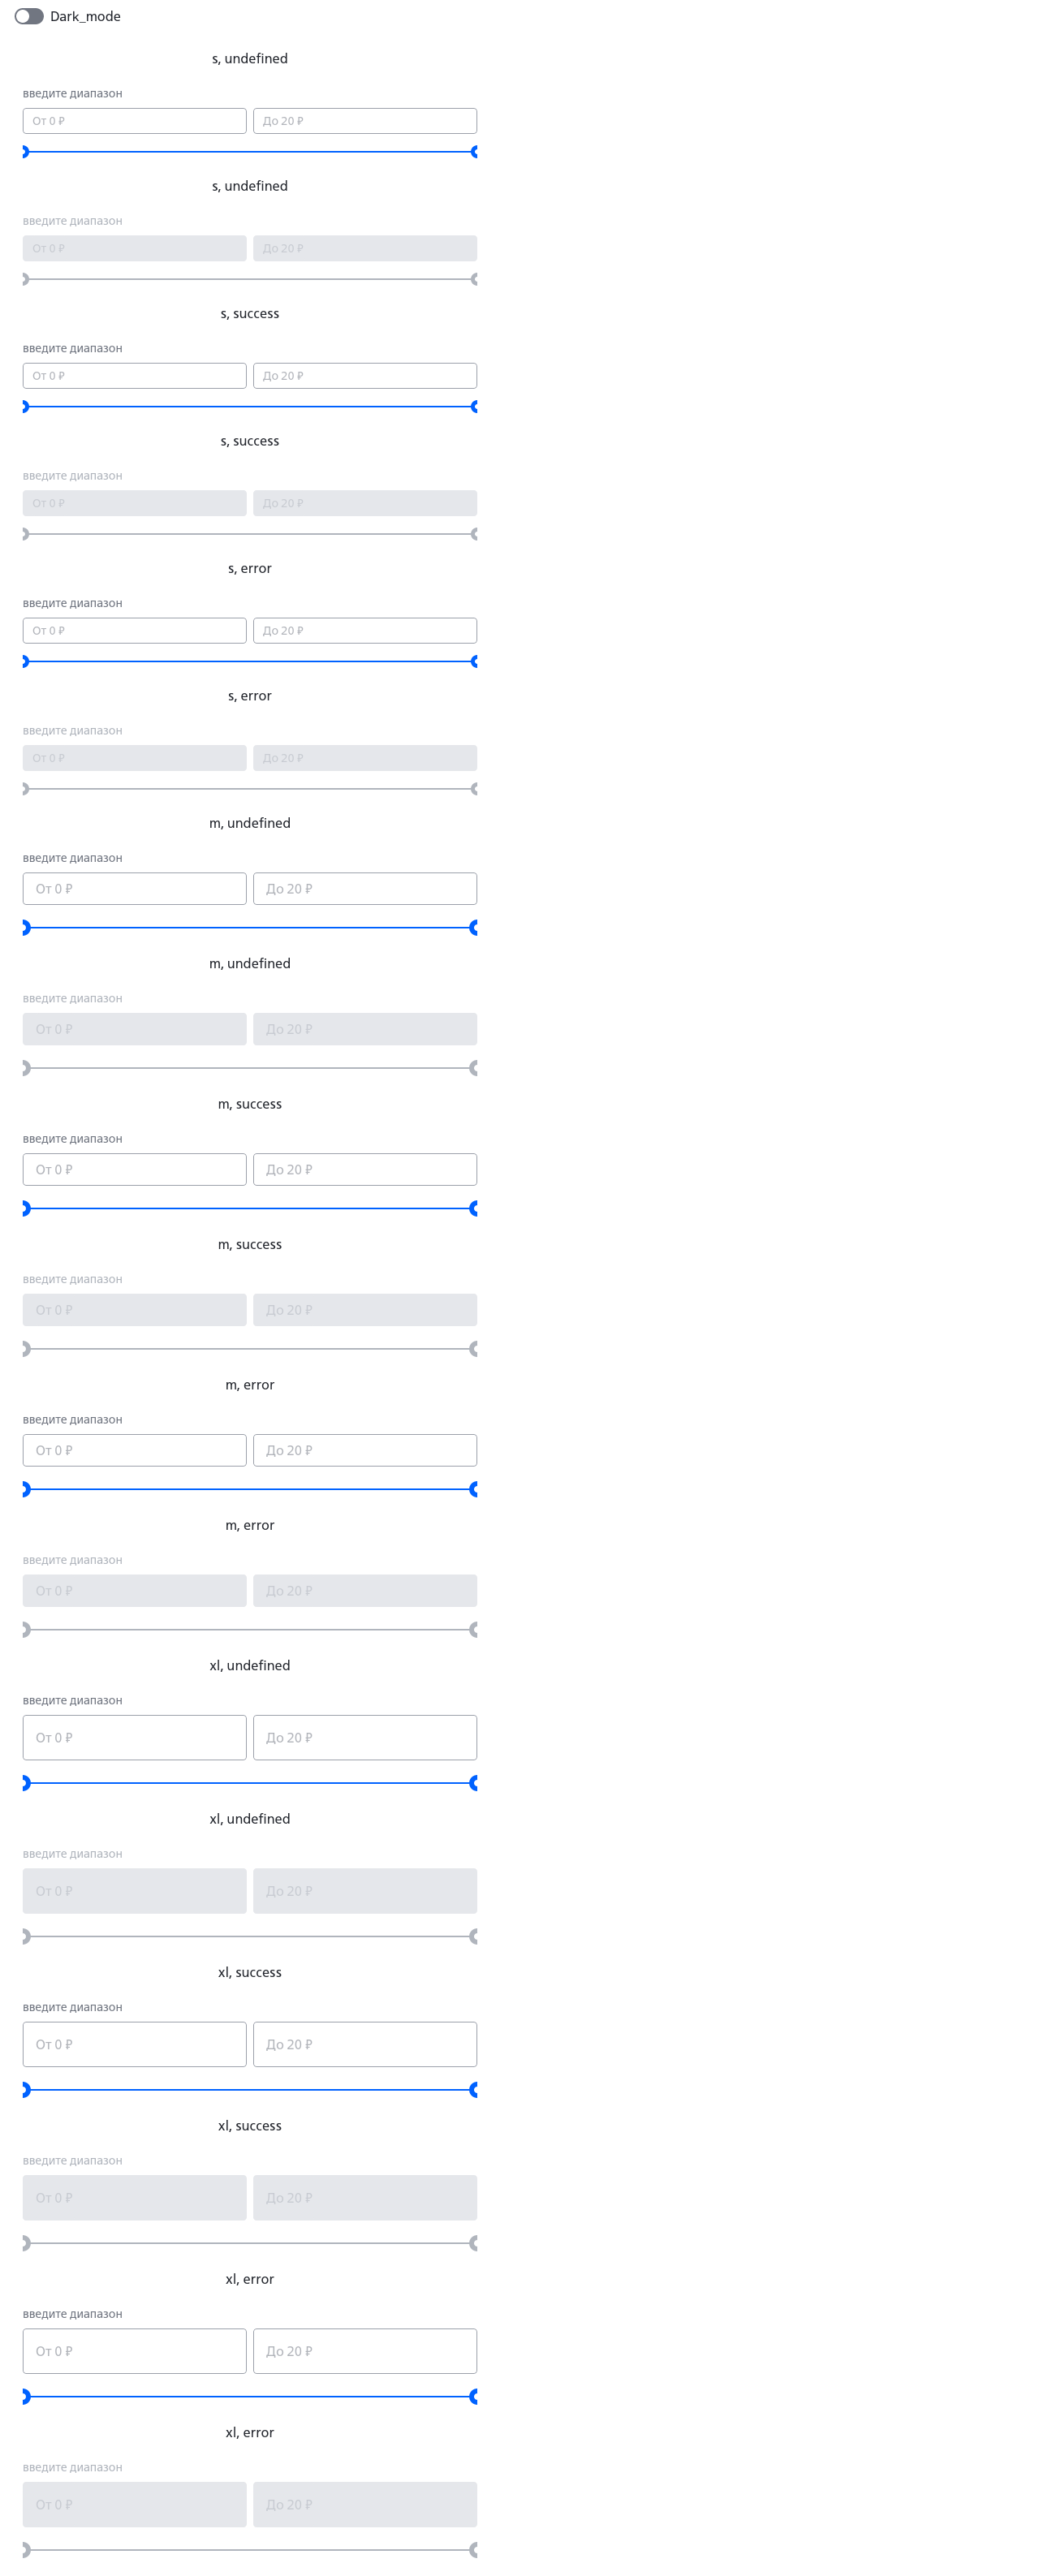 Dark_mode
s, undefined
введите диапазон
От 0 ₽ До 20 ₽
s, undefined
введите диапазон
От 0 ₽ До 20 ₽
s, success
введите диапазон
От 0 ₽ До 20 ₽
s, success
введите диапазон
От 0 ₽ До 20 ₽
s, error
введите диапазон
От 0 ₽ До 20 ₽
s, error
введите диапазон
От 0 ₽ До 20 ₽
m, undefined
введите диапазон
От 0 ₽ До 20 ₽
m, undefined
введите диапазон
От 0 ₽ До 20 ₽
m, success
введите диапазон
От 0 ₽ До 20 ₽
m, success
введите диапазон
От 0 ₽ До 20 ₽
m, error
введите диапазон
От 0 ₽ До 20 ₽
m, error
введите диапазон
От 0 ₽ До 20 ₽
xl, undefined
введите диапазон
От 0 ₽ До 20 ₽
xl, undefined
введите диапазон
От 0 ₽ До 20 ₽
xl, success
введите диапазон
От 0 ₽ До 20 ₽
xl, success
введите диапазон
От 0 ₽ До 20 ₽
xl, error
введите диапазон
От 0 ₽ До 20 ₽
xl, error
введите диапазон
От 0 ₽ До 20 ₽